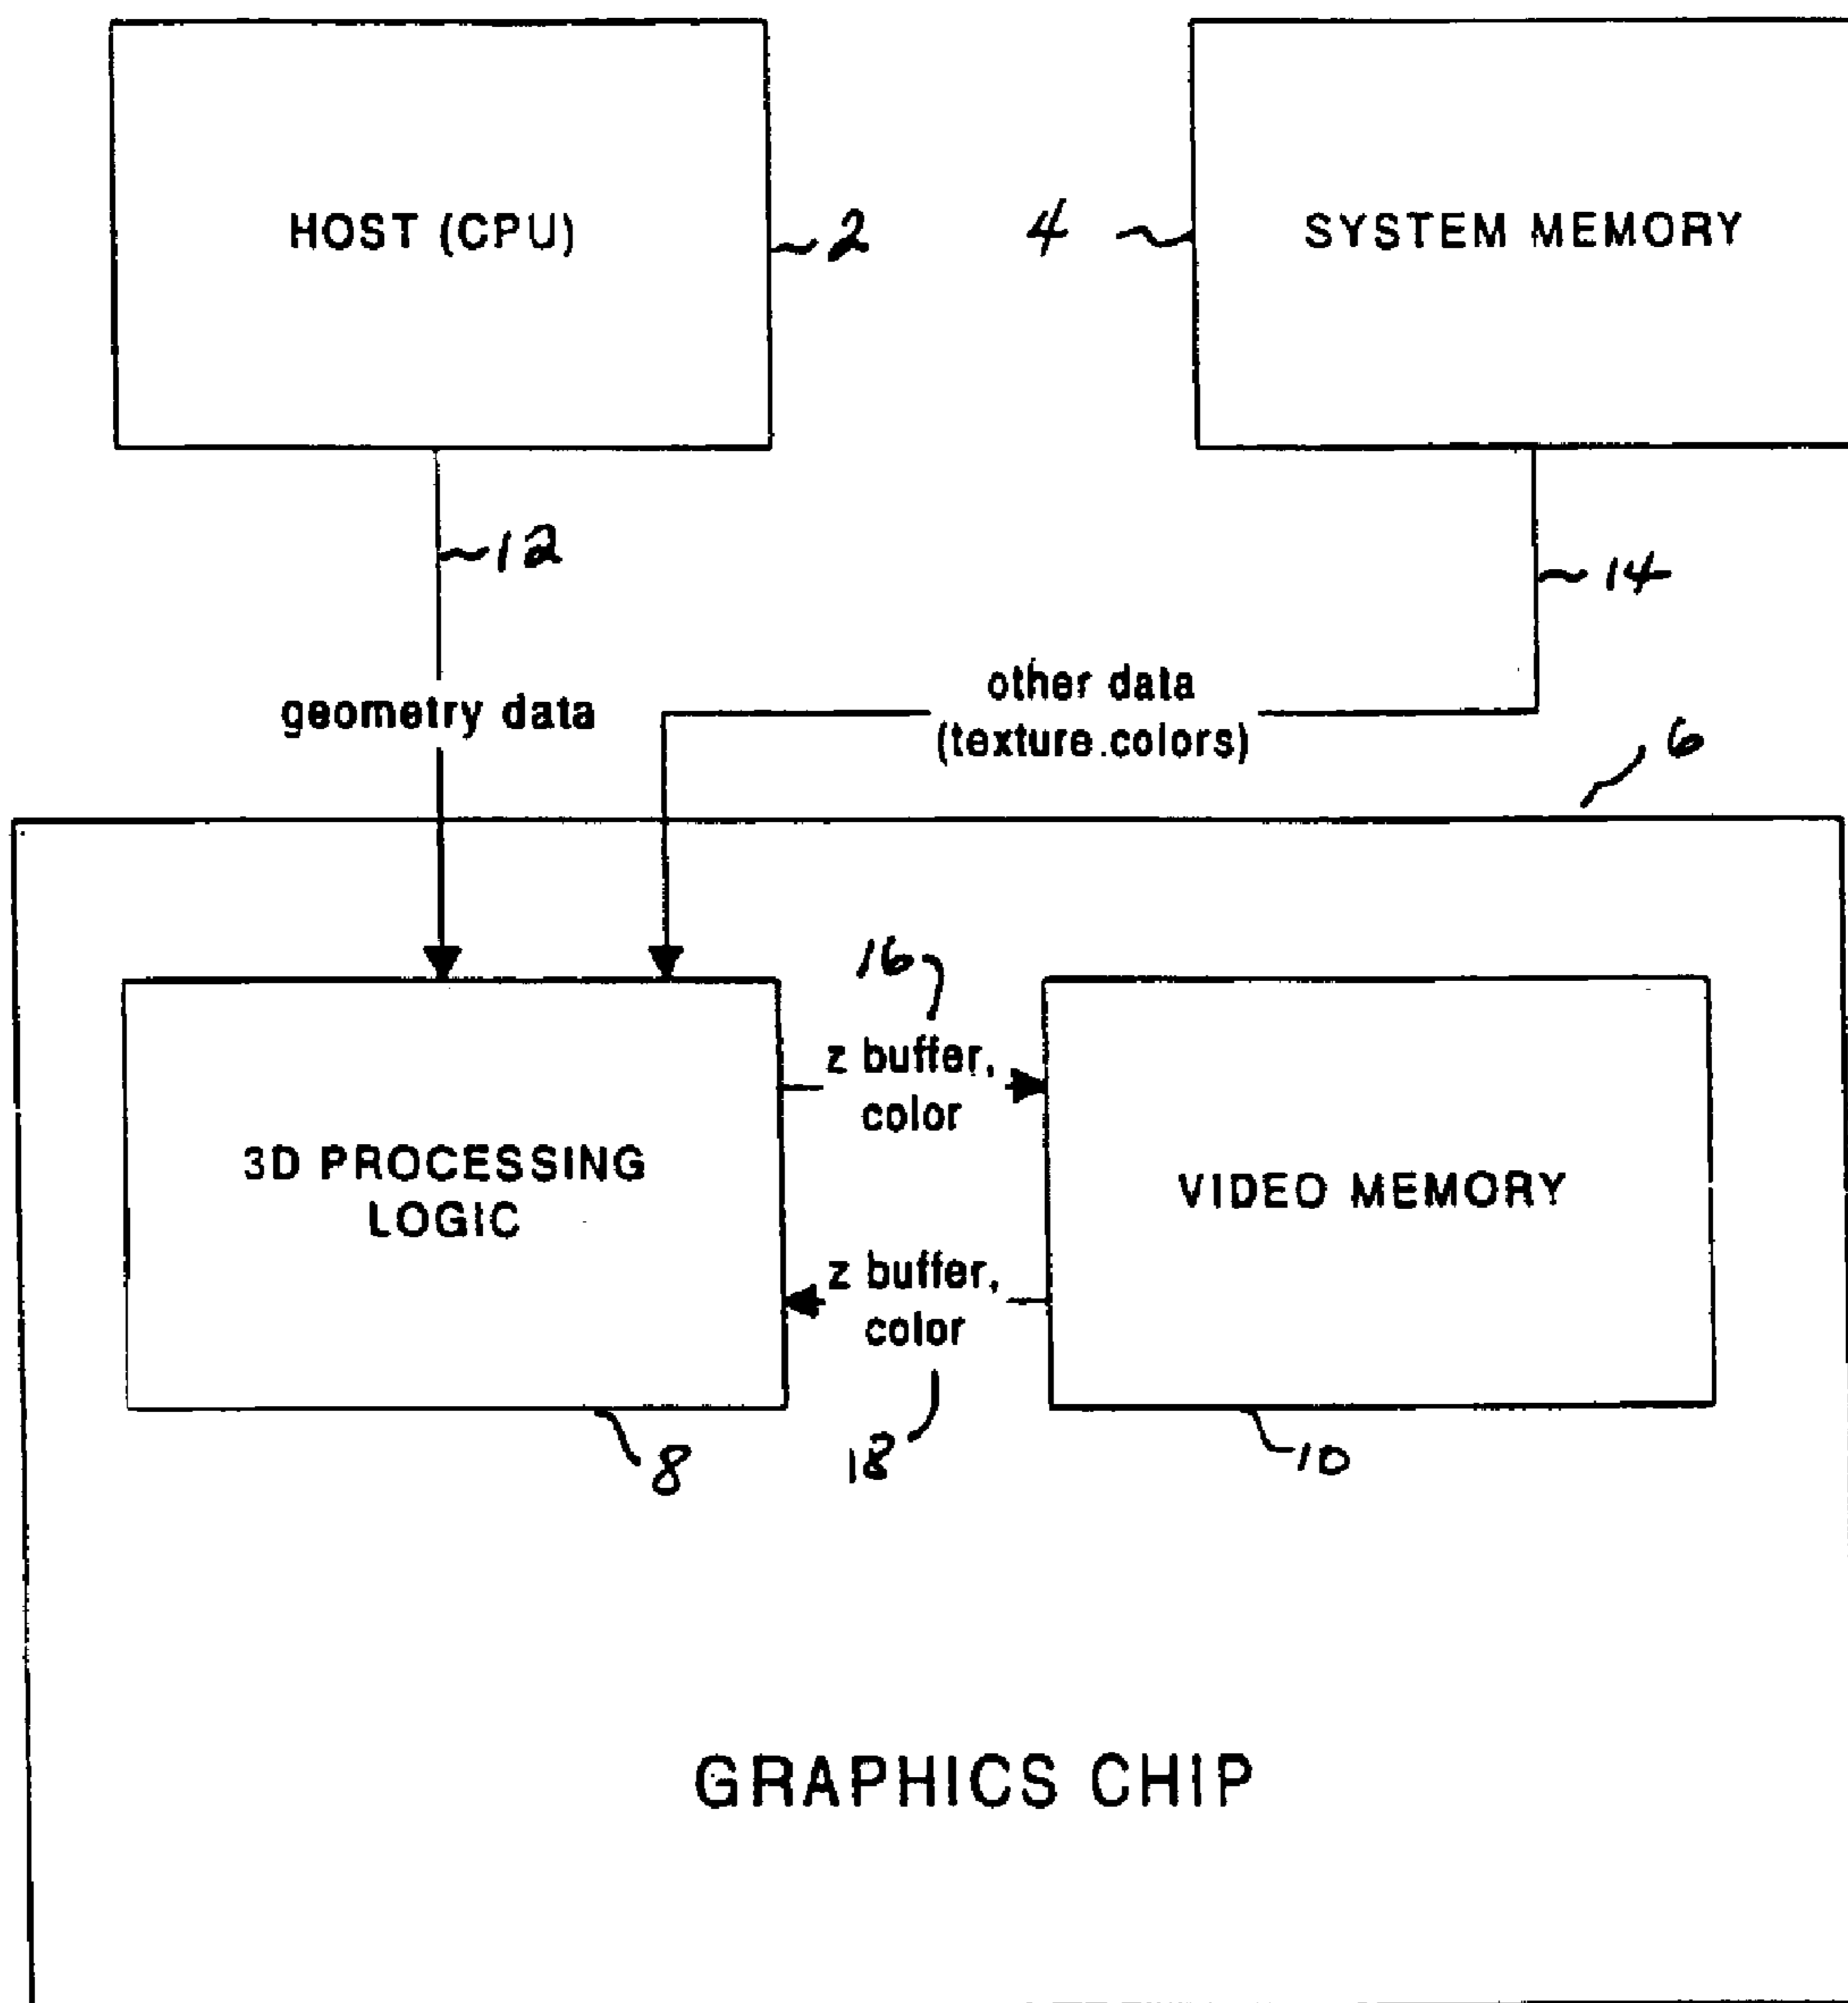 HOST (CPU)
2
4
SYSTEM MEMORY
12
14
geometry data
other data
(texture.colors)
6
16
z buffer,
color
3D PROCESSING
LOGIC
VIDEO MEMORY
z buffer,
color
8
18
10
GRAPHICS CHIP